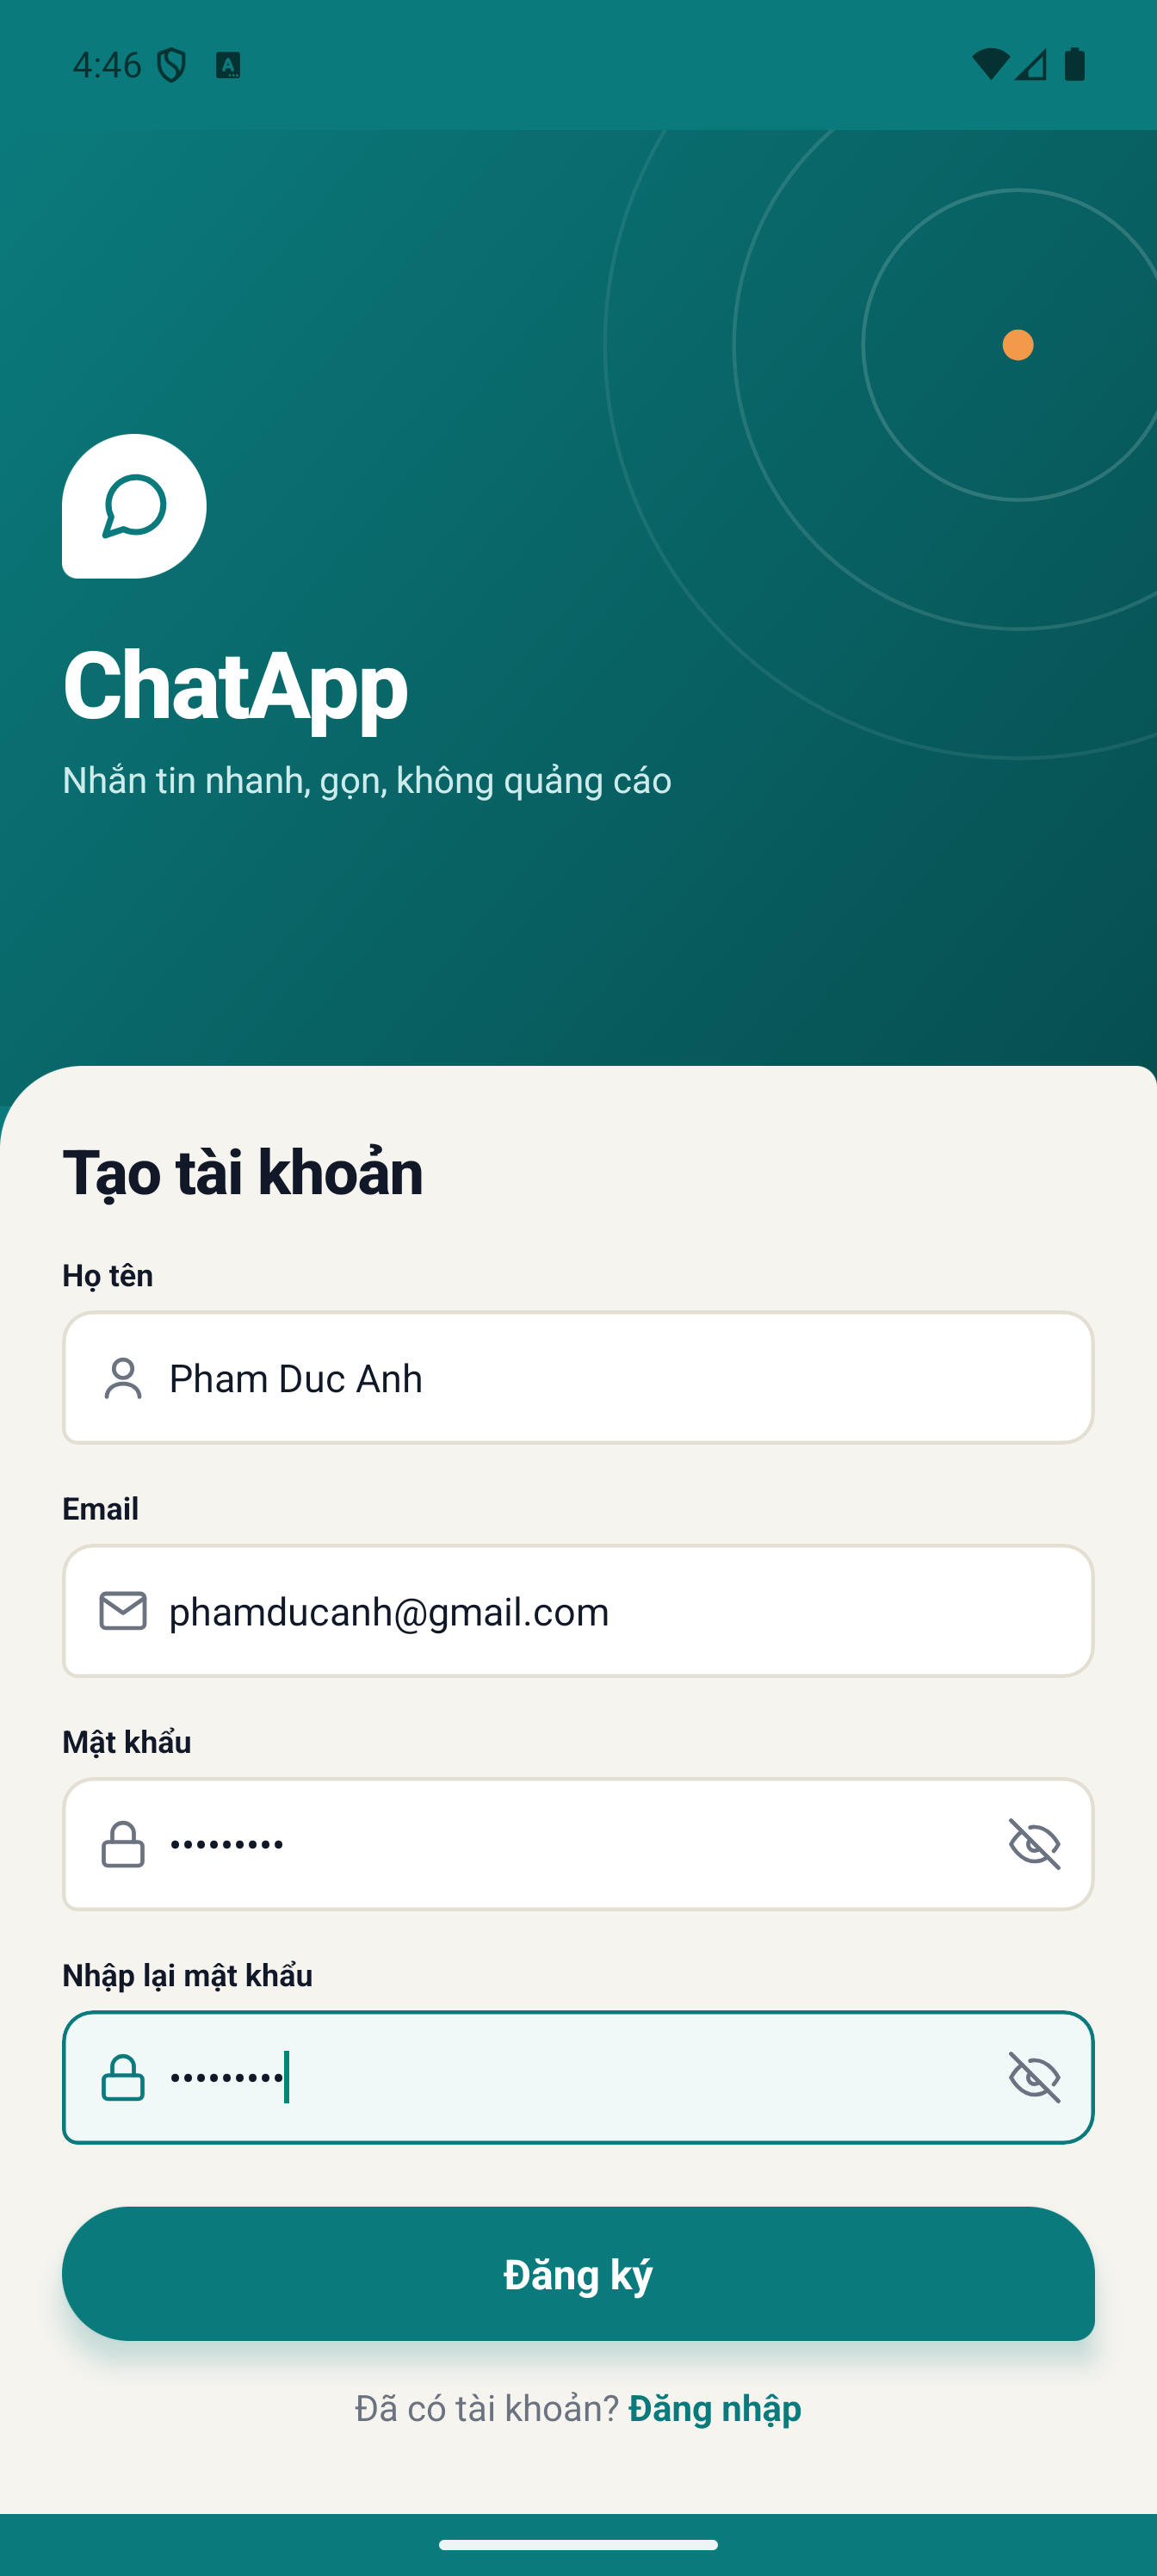 4:46
ChatApp
Nhắn tin nhanh, gọn, không quảng cáo
Tạo tài khoản
Họ tên
Pham Duc Anh
Email
phamducanh@gmail.com
Mật khẩu
•••••••••
Nhập lại mật khẩu
•••••••••
Đăng ký
Đã có tài khoản? Đăng nhập